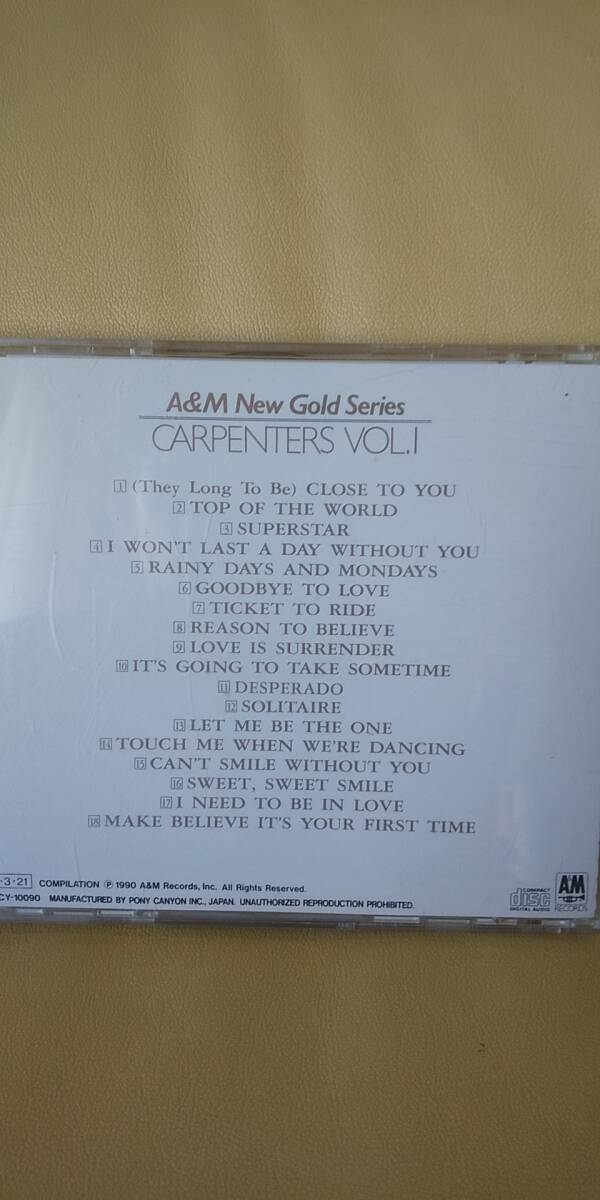 A&M New Gold Series
CARPENTERS VOL.1
1 (They Long To Be) CLOSE TO YOU
2 TOP OF THE WORLD
3 SUPERSTAR
4 I WON'T LAST A DAY WITHOUT YOU
5 RAINY DAYS AND MONDAYS
6 GOODBYE TO LOVE
7 TICKET TO RIDE
8 REASON TO BELIEVE
9 LOVE IS SURRENDER
10 IT'S GOING TO TAKE SOMETIME
11 DESPERADO
12 SOLITAIRE
13 LET ME BE THE ONE
14 TOUCH ME WHEN WE'RE DANCING
15 CAN'T SMILE WITHOUT YOU
16 SWEET, SWEET SMILE
17 I NEED TO BE IN LOVE
18 MAKE BELIEVE IT'S YOUR FIRST TIME
·3·21 COMPILATION Ⓟ 1990 A&M Records, Inc. All Rights Reserved.
CY-10090 MANUFACTURED BY PONY CANYON INC., JAPAN. UNAUTHORIZED REPRODUCTION PROHIBITED.
COMPACT
disc
DIGITAL AUDIO
A&M
RECORDS